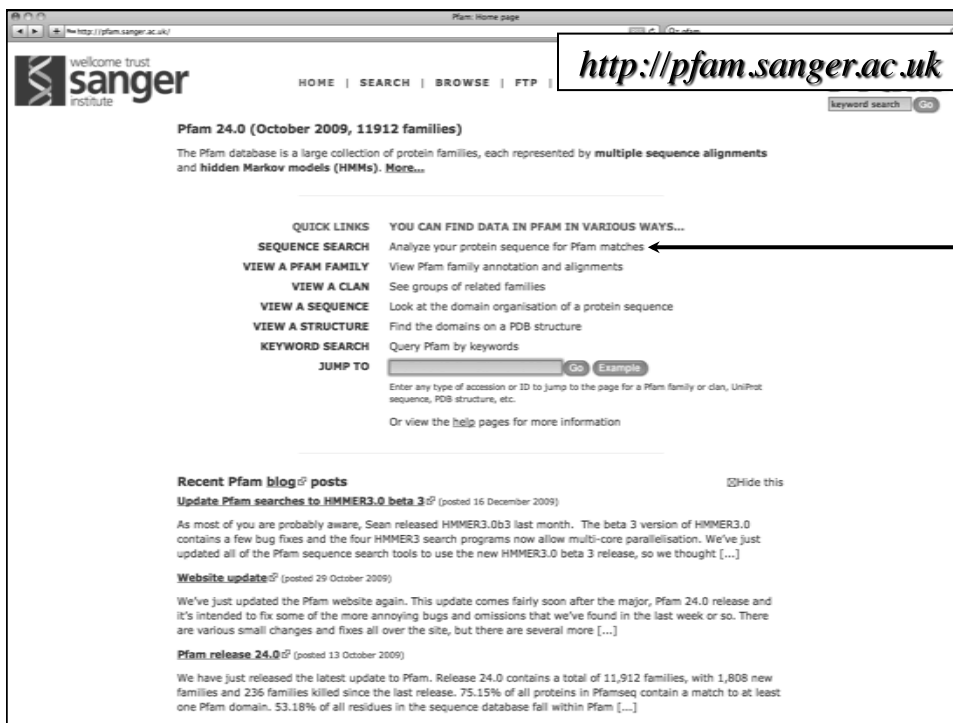 Pfam: Home page
http://pfam.sanger.ac.uk/
http://pfam.sanger.ac.uk
wellcome trust
sanger
institute
HOME | SEARCH | BROWSE | FTP |
keyword search Go
Pfam 24.0 (October 2009, 11912 families)
The Pfam database is a large collection of protein families, each represented by multiple sequence alignments
and hidden Markov models (HMMs). More...
QUICK LINKS YOU CAN FIND DATA IN PFAM IN VARIOUS WAYS...
SEQUENCE SEARCH Analyze your protein sequence for Pfam matches
VIEW A PFAM FAMILY View Pfam family annotation and alignments
VIEW A CLAN See groups of related families
VIEW A SEQUENCE Look at the domain organisation of a protein sequence
VIEW A STRUCTURE Find the domains on a PDB structure
KEYWORD SEARCH Query Pfam by keywords
JUMP TO Go Example
Enter any type of accession or ID to jump to the page for a Pfam family or clan, UniProt
sequence, PDB structure, etc.
Or view the help pages for more information
Recent Pfam blog posts Hide this
Update Pfam searches to HMMER3.0 beta 3 (posted 16 December 2009)
As most of you are probably aware, Sean released HMMER3.0b3 last month. The beta 3 version of HMMER3.0
contains a few bug fixes and the four HMMER3 search programs now allow multi-core parallelisation. We've just
updated all of the Pfam sequence search tools to use the new HMMER3.0 beta 3 release, so we thought [...]
Website update (posted 29 October 2009)
We've just updated the Pfam website again. This update comes fairly soon after the major, Pfam 24.0 release and
it's intended to fix some of the more annoying bugs and omissions that we've found in the last week or so. There
are various small changes and fixes all over the site, but there are several more [...]
Pfam release 24.0 (posted 13 October 2009)
We have just released the latest update to Pfam. Release 24.0 contains a total of 11,912 families, with 1,808 new
families and 236 families killed since the last release. 75.15% of all proteins in Pfamseq contain a match to at least
one Pfam domain. 53.18% of all residues in the sequence database fall within Pfam [...]